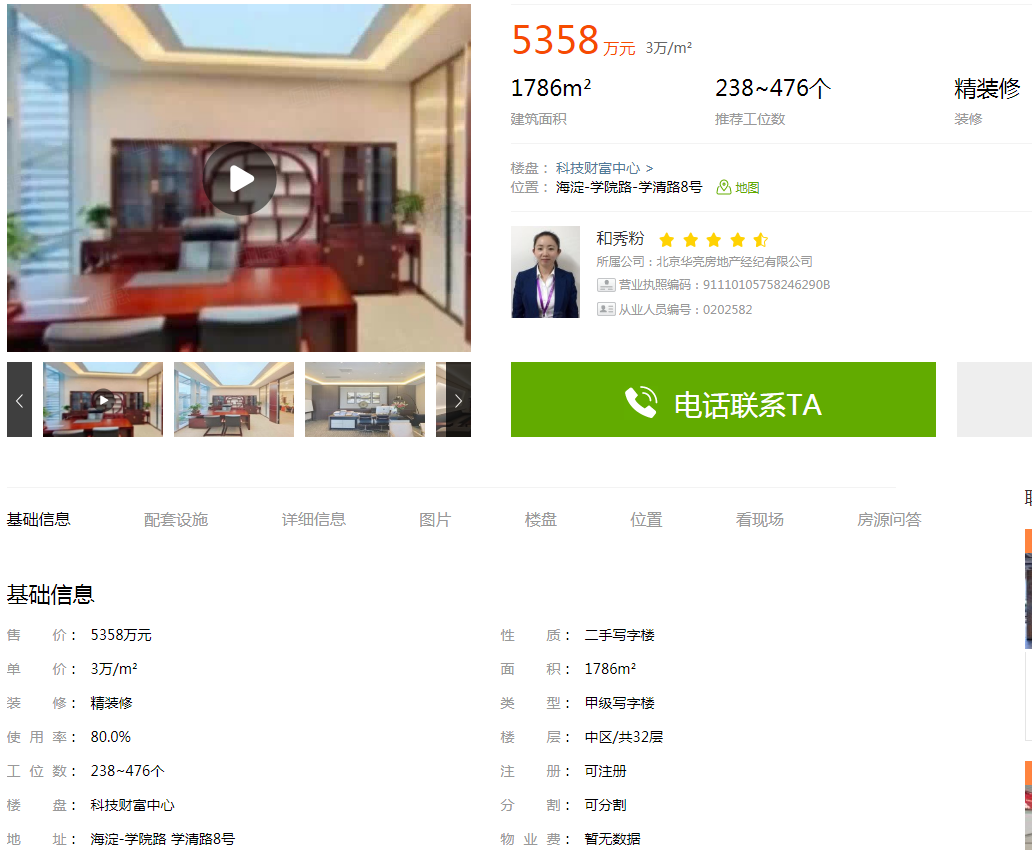 5358 万元 3万/m²
1786m² 238~476个 精装修
建筑面积 推荐工位数 装修
楼盘： 科技财富中心 >
位置： 海淀-学院路-学清路8号 地图
和秀粉
所属公司：北京华亮房地产经纪有限公司
营业执照编码：91110105758246290B
从业人员编号：0202582
电话联系TA
基础信息 配套设施 详细信息 图片 楼盘 位置 看现场 房源问答
基础信息
售价： 5358万元 性质： 二手写字楼
单价： 3万/m² 面积： 1786m²
装修： 精装修 类型： 甲级写字楼
使用率： 80.0% 楼层： 中区/共32层
工位数： 238~476个 注册： 可注册
楼盘： 科技财富中心 分割： 可分割
地址： 海淀-学院路 学清路8号 物业费： 暂无数据